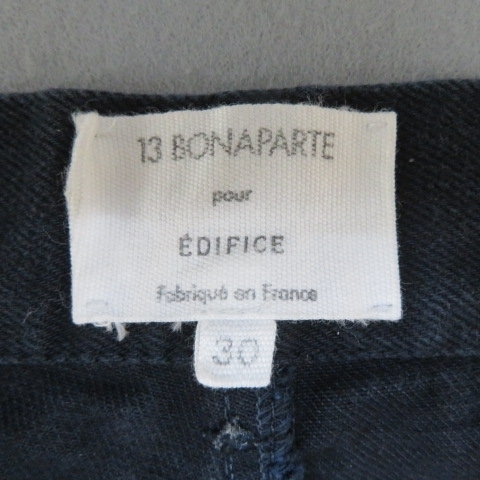 13 BONAPARTE
pour
ÉDIFICE
Fabriqué en France
30